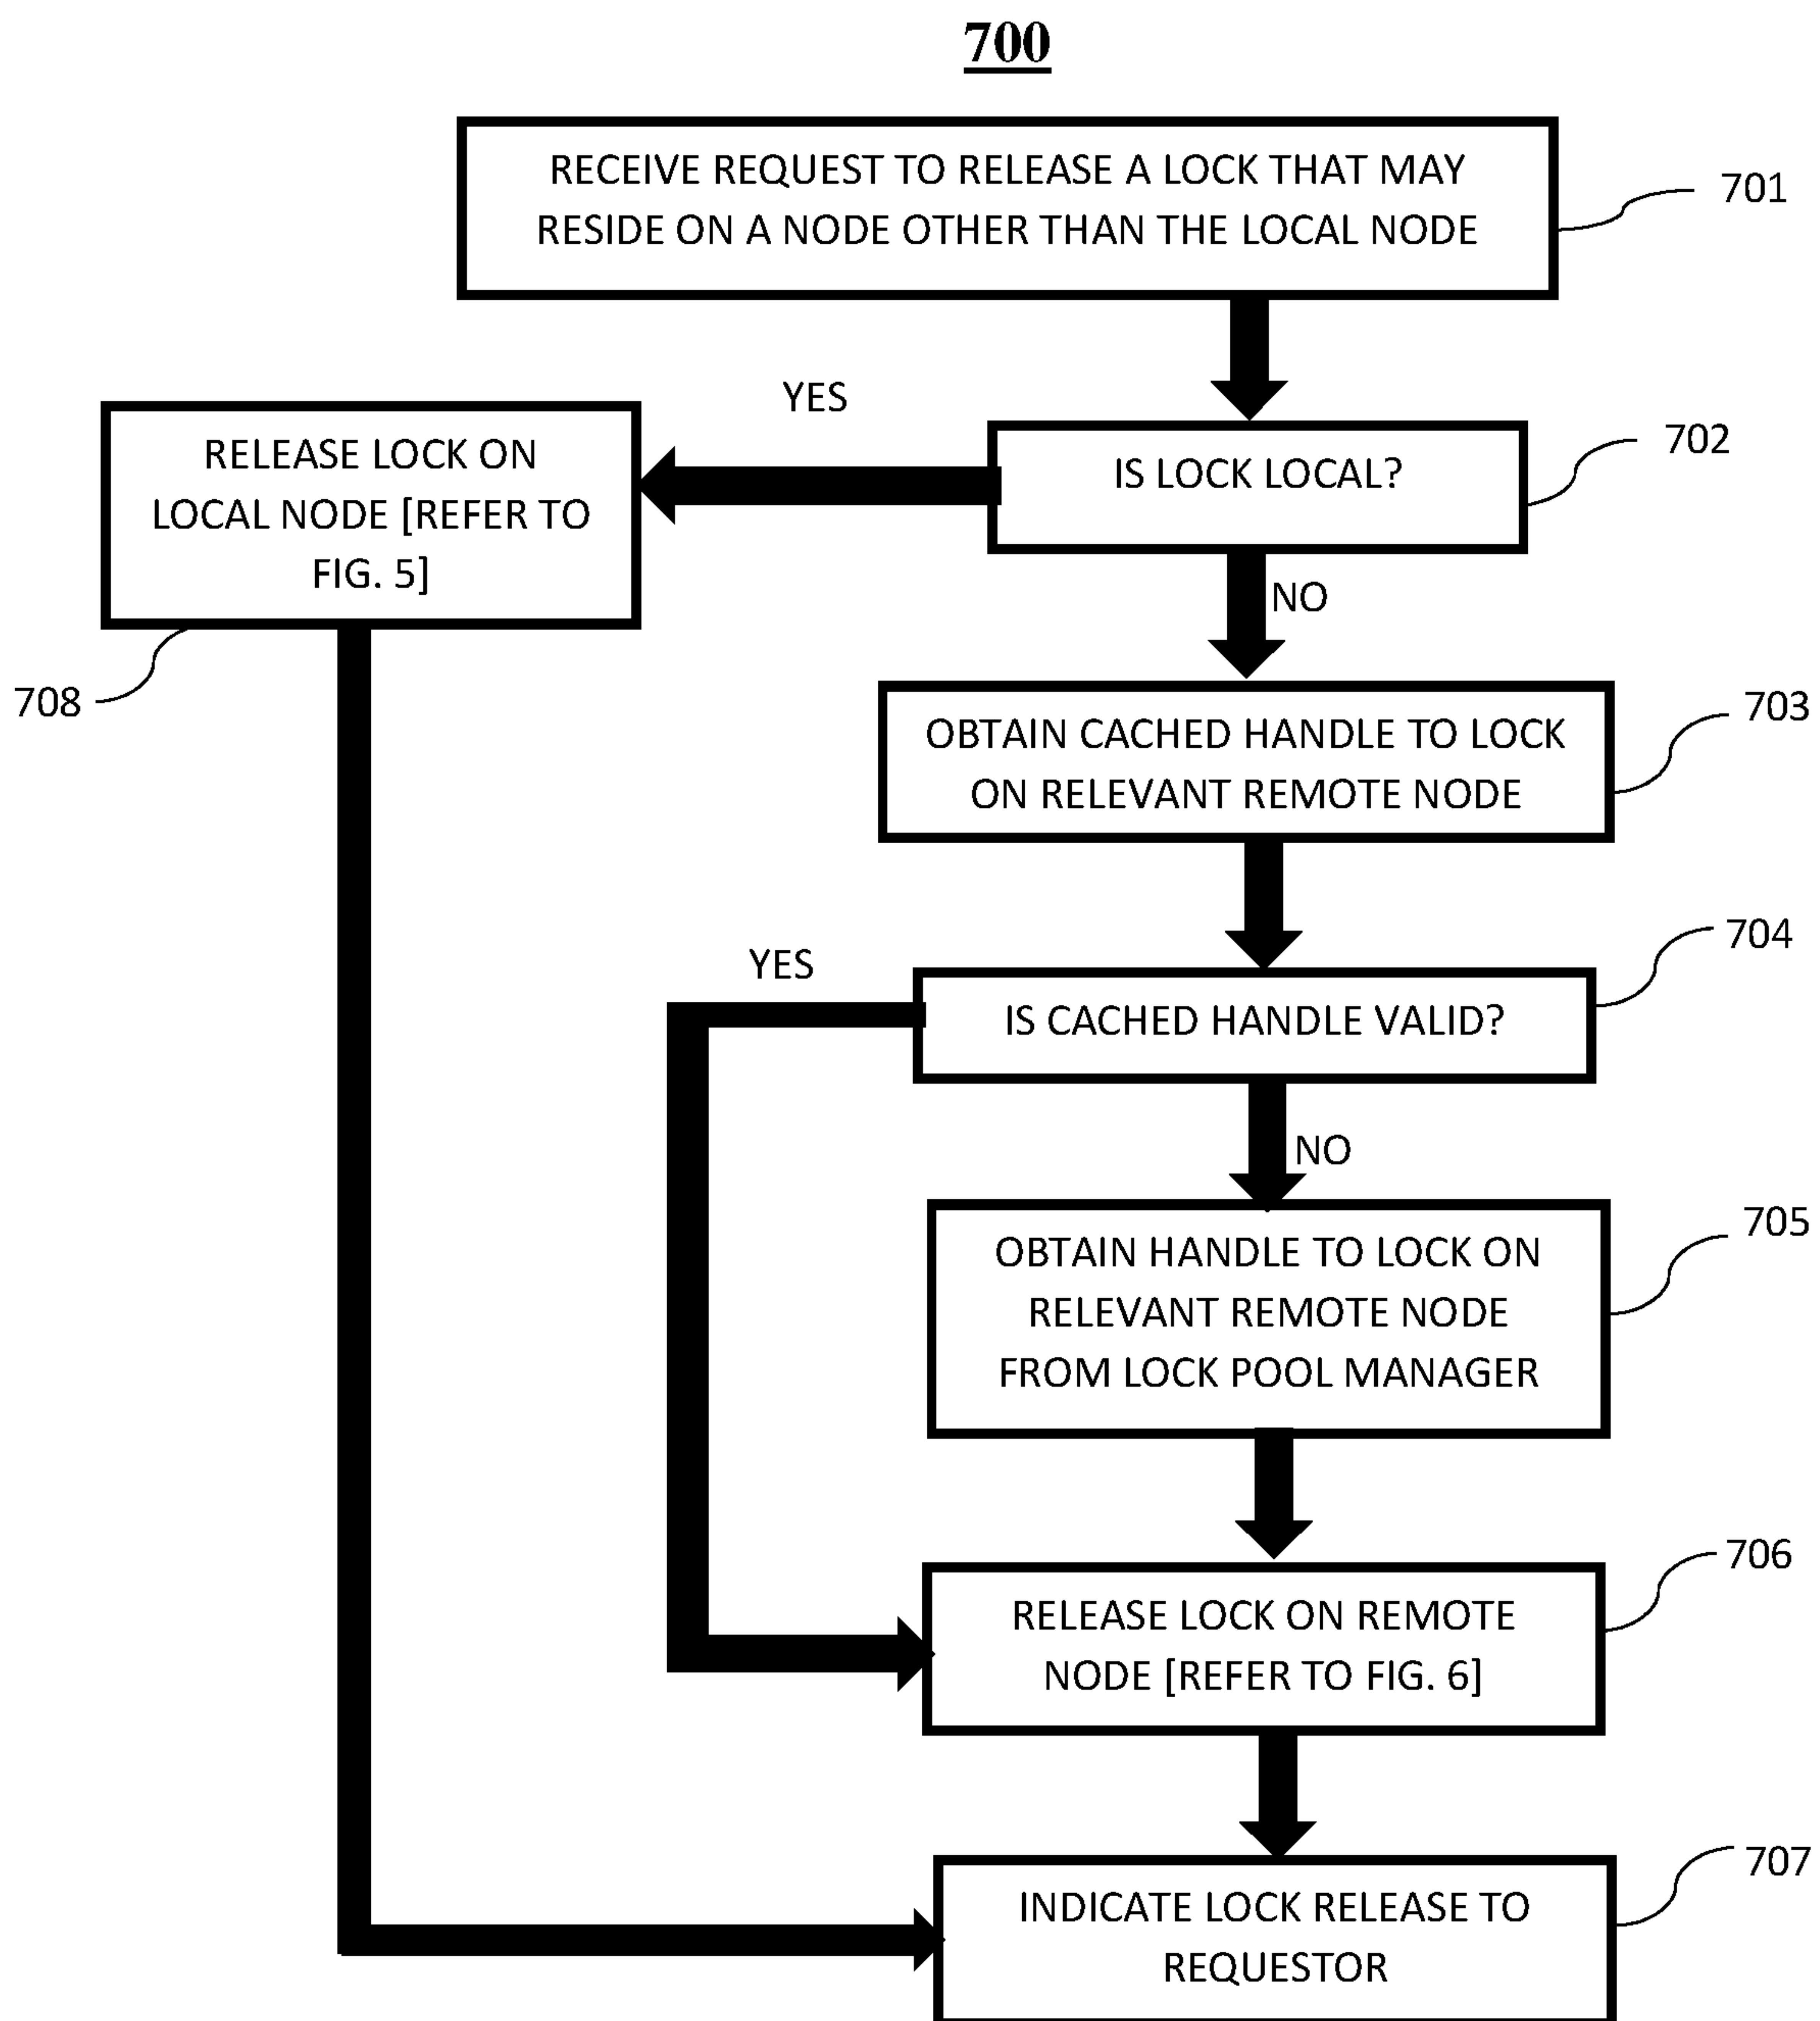 700
RECEIVE REQUEST TO RELEASE A LOCK THAT MAY
RESIDE ON A NODE OTHER THAN THE LOCAL NODE
701
YES
RELEASE LOCK ON
LOCAL NODE [REFER TO
FIG. 5]
708
IS LOCK LOCAL?
702
NO
OBTAIN CACHED HANDLE TO LOCK
ON RELEVANT REMOTE NODE
703
YES
IS CACHED HANDLE VALID?
704
NO
OBTAIN HANDLE TO LOCK ON
RELEVANT REMOTE NODE
FROM LOCK POOL MANAGER
705
RELEASE LOCK ON REMOTE
NODE [REFER TO FIG. 6]
706
INDICATE LOCK RELEASE TO
REQUESTOR
707